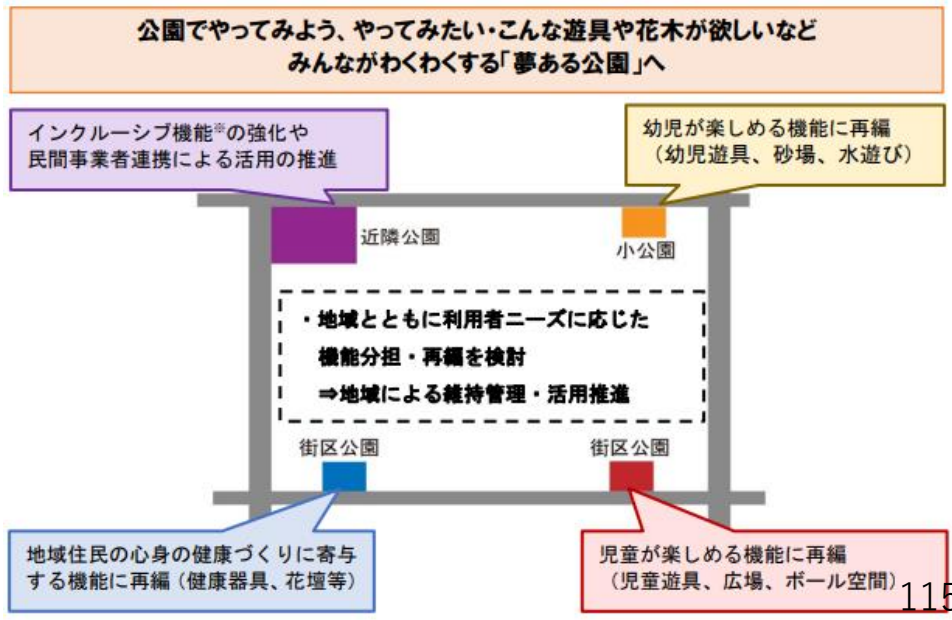 公園でやってみよう、やってみたい・こんな遊具や花木が欲しいなど
みんながわくわくする「夢ある公園」へ
インクルーシブ機能※の強化や
民間事業者連携による活用の推進
幼児が楽しめる機能に再編
（幼児遊具、砂場、水遊び）
近隣公園
小公園
・地域とともに利用者ニーズに応じた
機能分担・再編を検討
⇒地域による維持管理・活用推進
街区公園
街区公園
地域住民の心身の健康づくりに寄与
する機能に再編（健康器具、花壇等）
児童が楽しめる機能に再編
（児童遊具、広場、ボール空間）
115